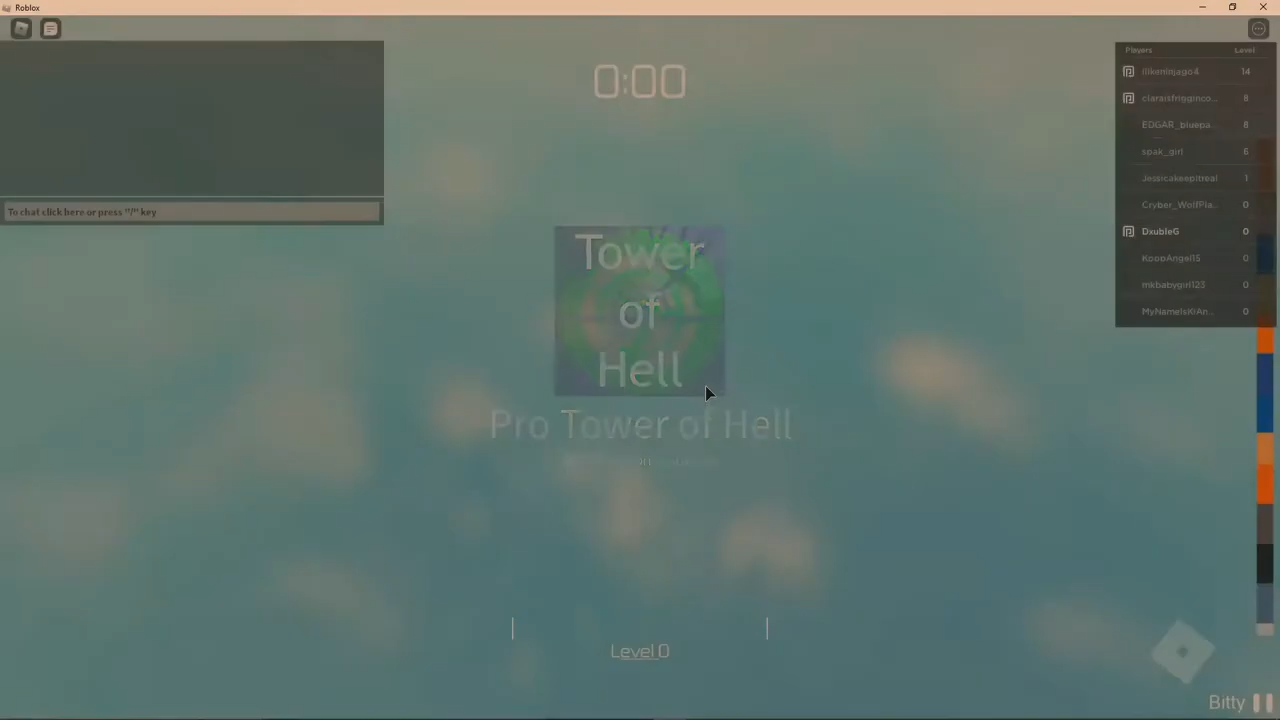 Roblox
0:00
Players Level
ilikeninjago4 14
claraisfrigginco... 8
EDGAR_bluepa... 8
spak_girl 6
Jessicakeepitreal 1
Cryber_WolfPla... 0
DxubleG 0
KoopAngel15 0
mkbabygirl123 0
MyNameIsKiAn... 0
To chat click here or press "/" key
Tower
of
Hell
Pro Tower of Hell
Level 0
Bitty